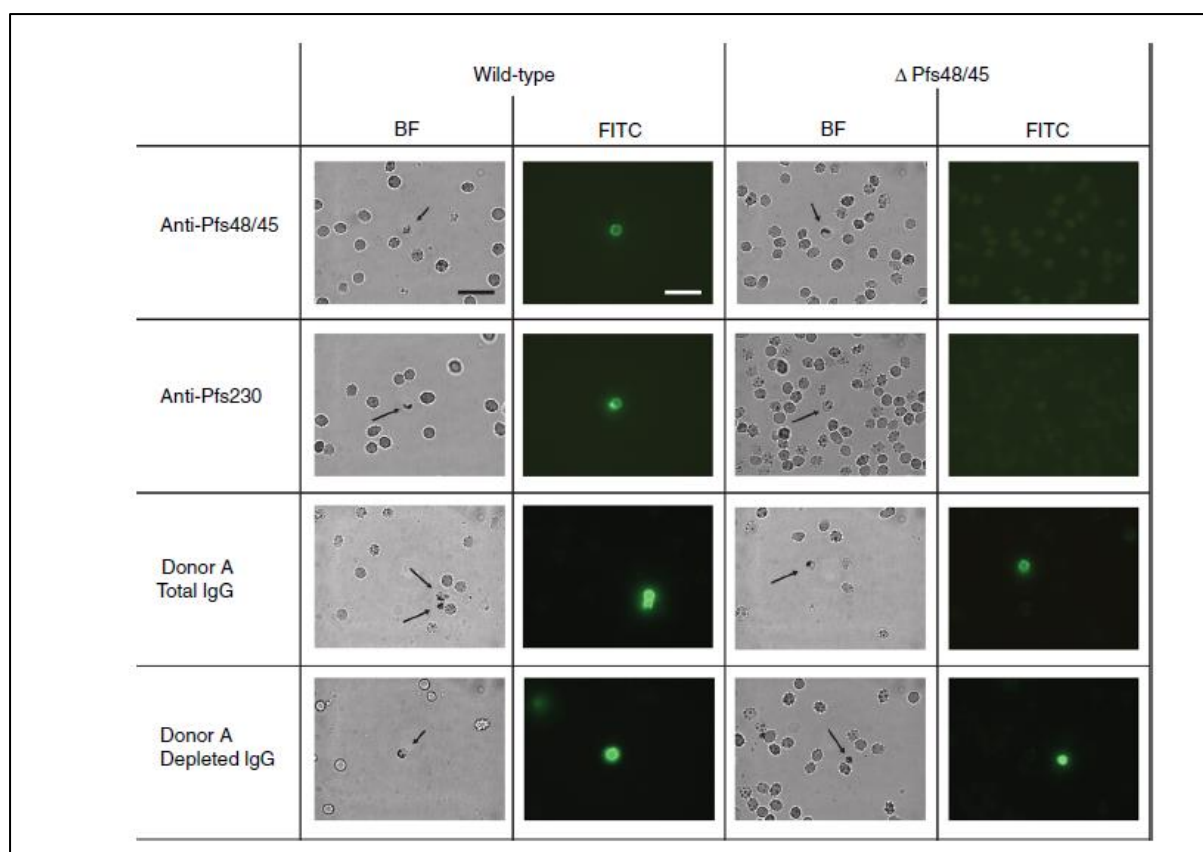 Wild-type
Δ Pfs48/45
BF
FITC
BF
FITC
Anti-Pfs48/45
Anti-Pfs230
Donor A
Total IgG
Donor A
Depleted IgG